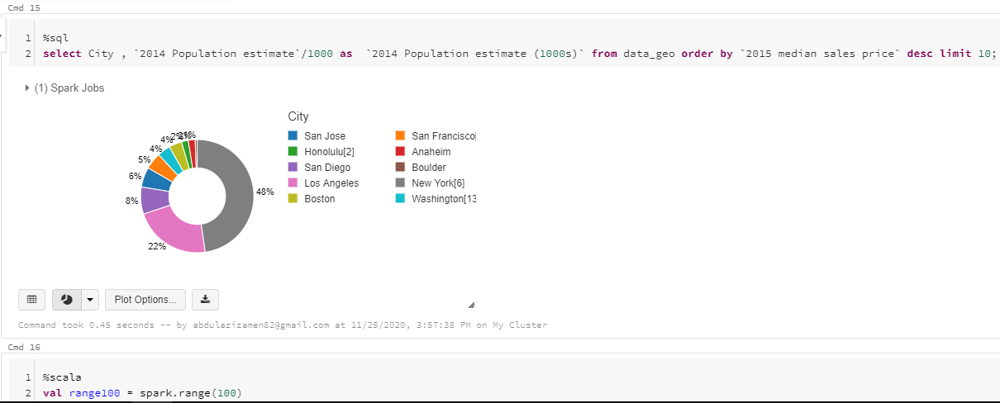 Cmd 15
1 %sql
2 select City , `2014 Population estimate`/1000 as  `2014 Population estimate (1000s)` from data_geo order by `2015 median sales price` desc limit 10;
(1) Spark Jobs
City
San Jose San Francisco
Honolulu[2] Anaheim
San Diego Boulder
Los Angeles New York[6]
Boston Washington[13
48%
22%
8%
6%
5%
4%
4%
2%
2%
Plot Options...
Command took 0.45 seconds -- by abdulazizamen82@gmail.com at 11/25/2020, 3:57:38 PM on My Cluster
Cmd 16
1 %scala
2 val range100 = spark.range(100)